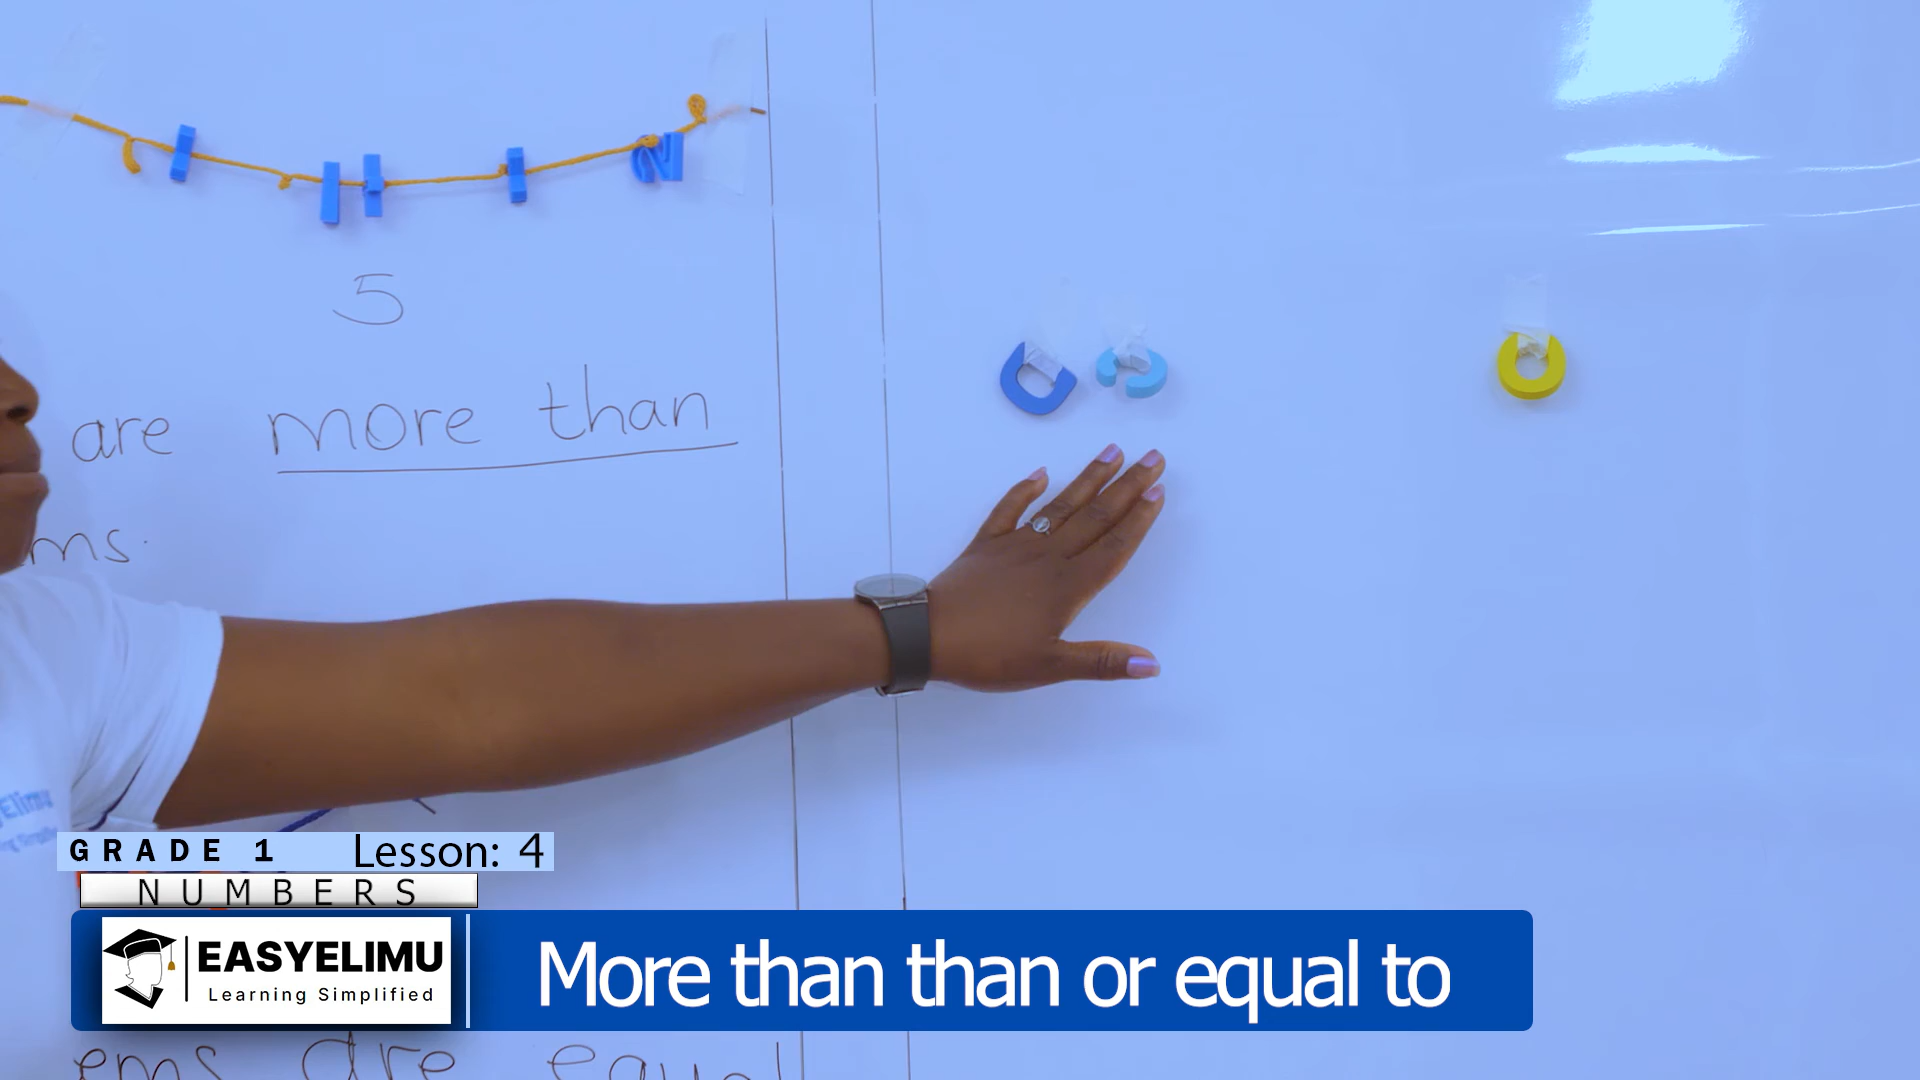 5
are more than
ms.
GRADE 1 Lesson: 4
NUMBERS
EASYELIMU
Learning Simplified
More than than or equal to
ems are equal